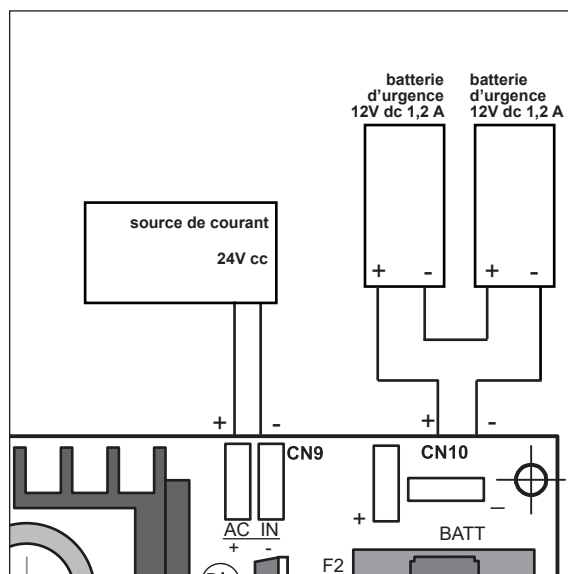 batterie
d'urgence
12V dc 1,2 A
batterie
d'urgence
12V dc 1,2 A
source de courant
24V cc
+ -
+ -
+ -
+ -
CN9
CN10
+ –
AC IN
+ -
BATT
F2